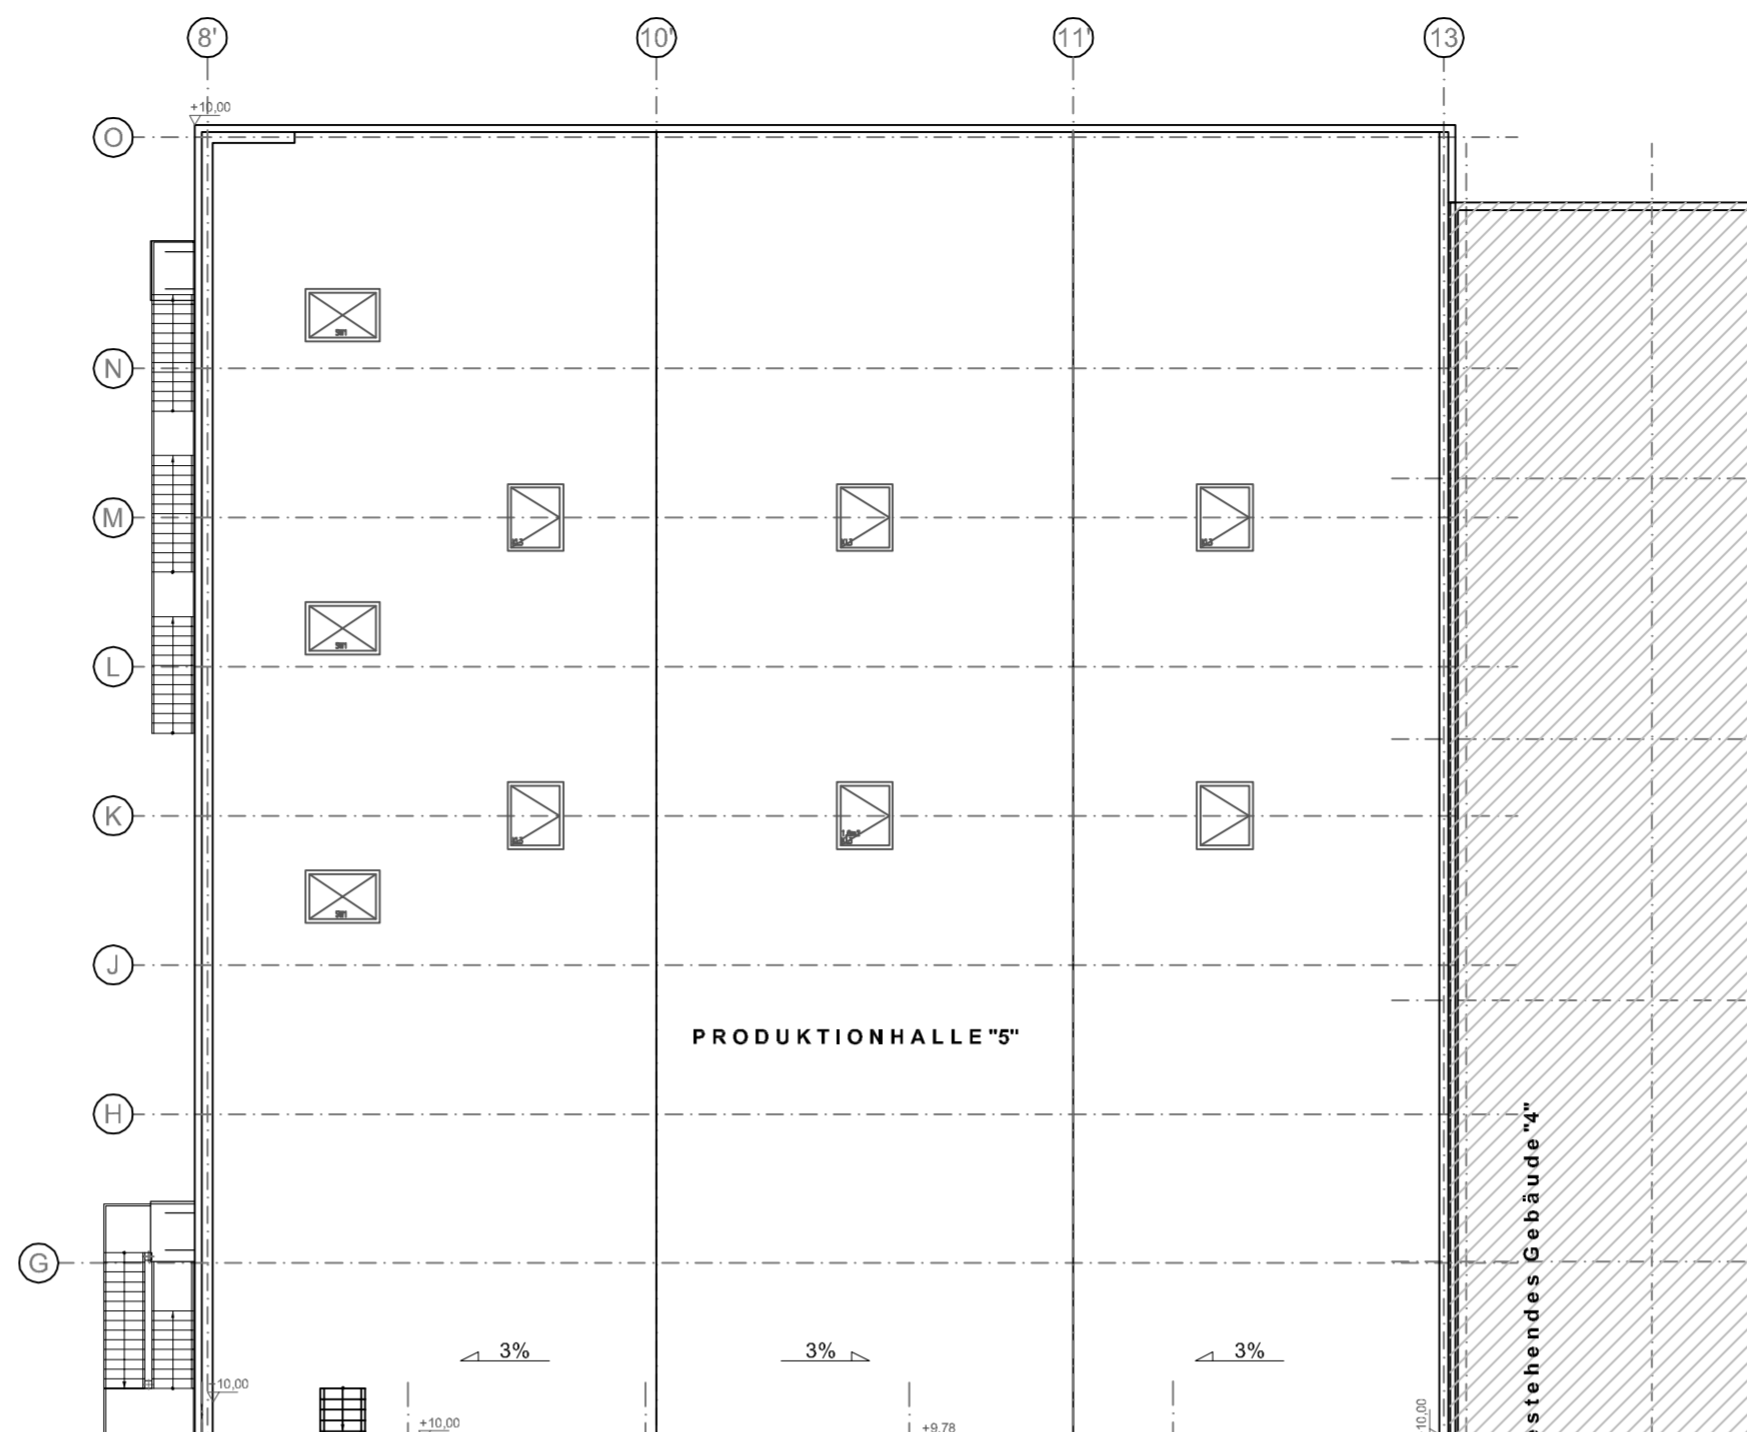 8' 10' 11' 13
+10,00
O
N
M
L
K
J
PRODUKTIONHALLE"5"
H
estehendes Gebäude"4"
G
3% 3% 3%
10,00
+10,00
+9,78
10,00